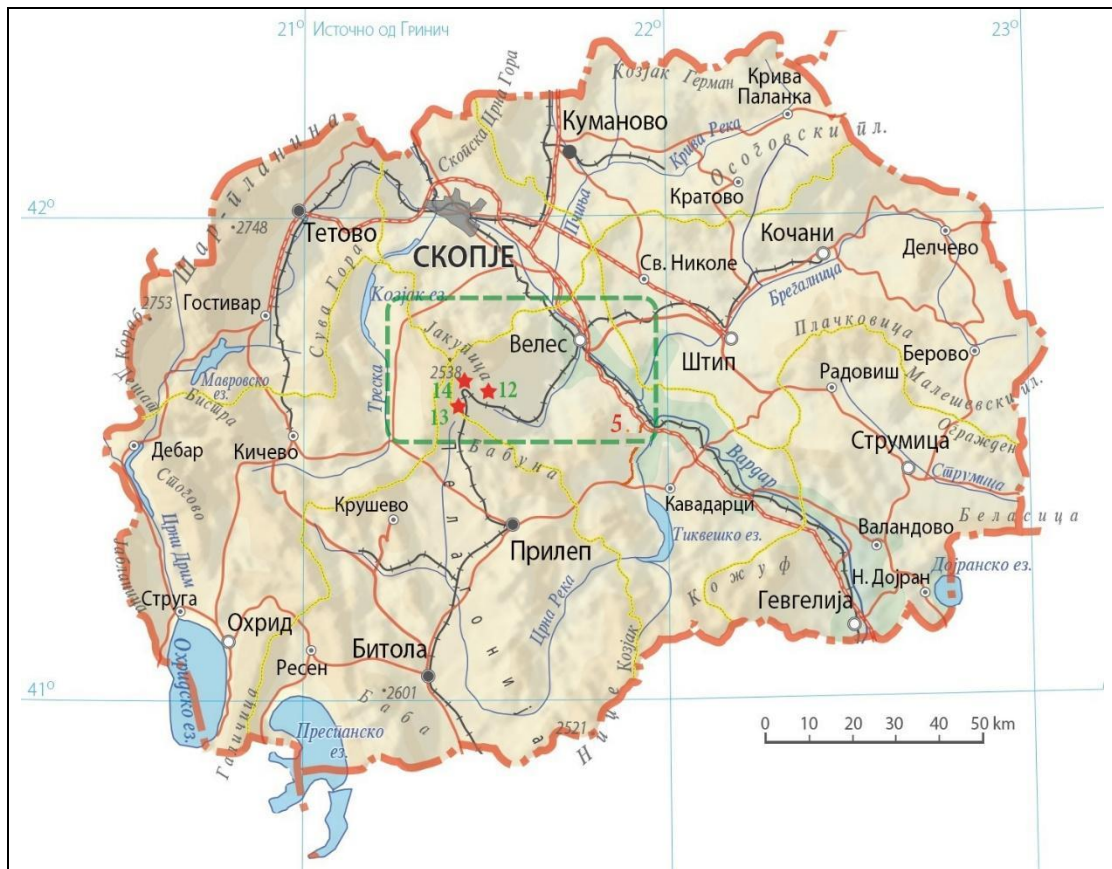 21° Источно од Гринич
22°
23°
42°
41°
Козјак
Герман
Крива
Паланка
Скопска Црна Гора
Куманово
Крива Река
Осоговски пл.
Шар-планина
Пчиња
Кратово
2748
Тетово
СКОПЈЕ
Кочани
Делчево
Св. Николе
Брегалница
2753
Кораб
Гостивар
Сува Гора
Козјак ез.
Јакупица
Велес
Штип
Плачковица
Берово
Дешат
Мавровско
ез.
Бистра
Треска
2538
14
12
13
Радовиш
Малешевски пл.
5.
Огражден
Дебар
Кичево
Бабуна
Струмица
Струмица
Стогово
Вардар
Крушево
Кавадарци
Беласица
Црни Дрим
Прилеп
Тиквешко ез.
Валандово
Јабланица
Пелагонија
Кожуф
Н. Дојран
Дојранско ез.
Струга
Охрид
Црна Река
Гевгелија
Ресен
Битола
Козјак
Охридско ез.
Баба
2601
Галичица
Преспанско
ез.
2521
Ниџе
0 10 20 30 40 50 km